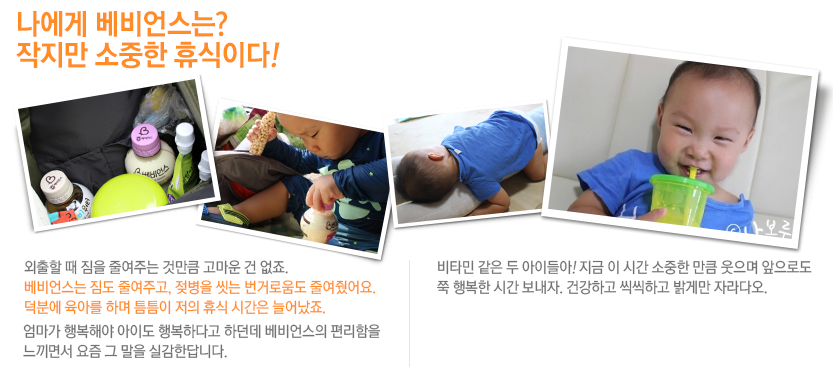 나에게 베비언스는?
작지만 소중한 휴식이다!
베비언스
외출할 때 짐을 줄여주는 것만큼 고마운 건 없죠.
베비언스는 짐도 줄여주고, 젖병을 씻는 번거로움도 줄여줬어요.
덕분에 육아를 하며 틈틈이 저의 휴식 시간은 늘어났죠.
엄마가 행복해야 아이도 행복하다고 하던데 베비언스의 편리함을
느끼면서 요즘 그 말을 실감한답니다.
비타민 같은 두 아이들아! 지금 이 시간 소중한 만큼 웃으며 앞으로도
쭉 행복한 시간 보내자. 건강하고 씩씩하고 밝게만 자라다오.